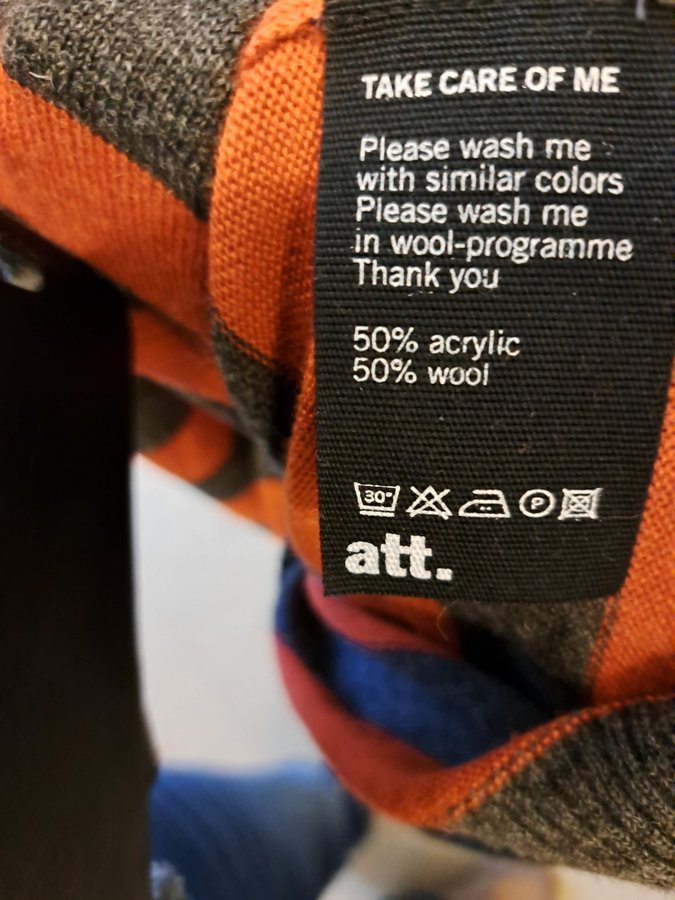 TAKE CARE OF ME
Please wash me
with similar colors
Please wash me
in wool-programme
Thank you
50% acrylic
50% wool
30° P
att.